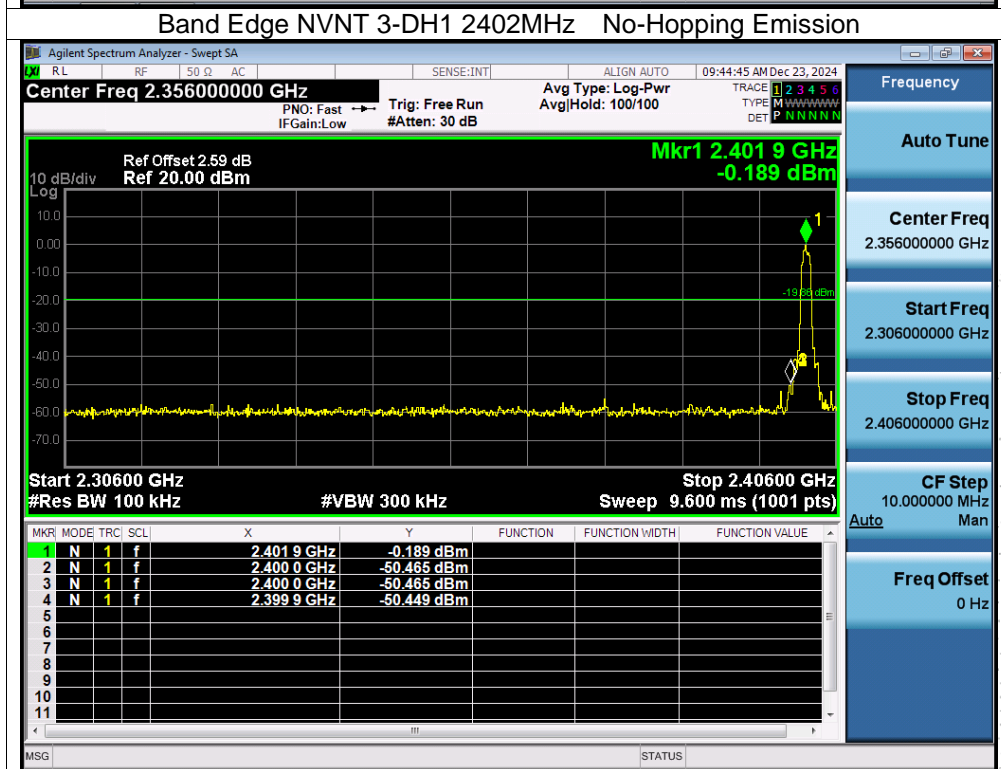 Band Edge NVNT 3-DH1 2402MHz No-Hopping Emission
Agilent Spectrum Analyzer - Swept SA
LXI RL RF 50 Ω AC SENSE:INT ALIGN AUTO 09:44:45 AM Dec 23, 2024
Center Freq 2.356000000 GHz
PNO: Fast
IFGain:Low
Trig: Free Run
#Atten: 30 dB
Avg Type: Log-Pwr
Avg|Hold: 100/100
TRACE 1 2 3 4 5 6
TYPE M WWWWW
DET P N N N N N
Frequency
Auto Tune
Center Freq
2.356000000 GHz
Start Freq
2.306000000 GHz
Stop Freq
2.406000000 GHz
CF Step
10.000000 MHz
Auto Man
Freq Offset
0 Hz
Mkr1 2.401 9 GHz
-0.189 dBm
Ref Offset 2.59 dB
10 dB/div Ref 20.00 dBm
Log
10.0
0.00
-10.0
-20.0
-30.0
-40.0
-50.0
-60.0
-70.0
1
2
dBm
Start 2.30600 GHz Stop 2.40600 GHz
#Res BW 100 kHz #VBW 300 kHz Sweep 9.600 ms (1001 pts)
MKR MODE TRC SCL X Y FUNCTION FUNCTION WIDTH FUNCTION VALUE
1 N 1 f 2.401 9 GHz -0.189 dBm
2 N 1 f 2.400 0 GHz -50.465 dBm
3 N 1 f 2.400 0 GHz -50.465 dBm
4 N 1 f 2.399 9 GHz -50.449 dBm
5
6
7
8
9
10
11
MSG STATUS